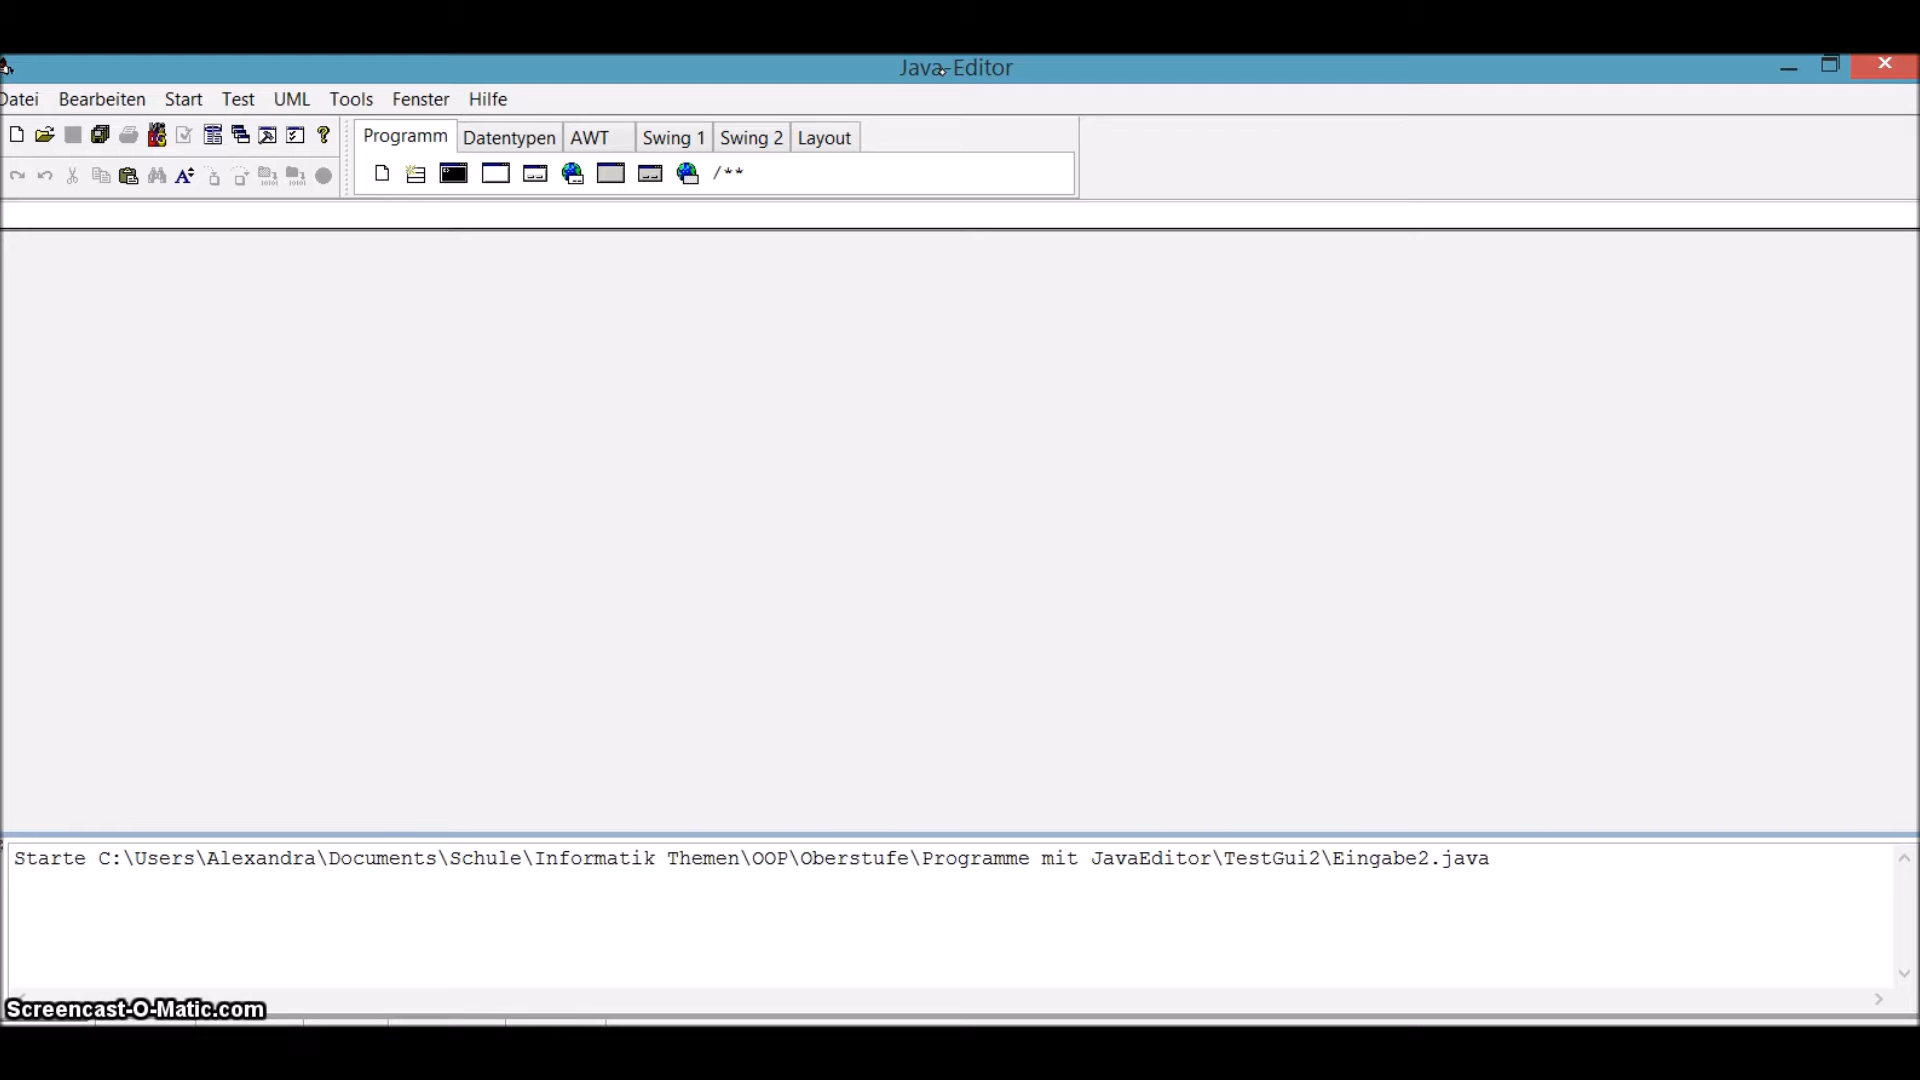 Java-Editor
Datei Bearbeiten Start Test UML Tools Fenster Hilfe
Programm Datentypen AWT Swing 1 Swing 2 Layout
/**
Starte C:\Users\Alexandra\Documents\Schule\Informatik Themen\OOP\Oberstufe\Programme mit JavaEditor\TestGui2\Eingabe2.java
Screencast-O-Matic.com